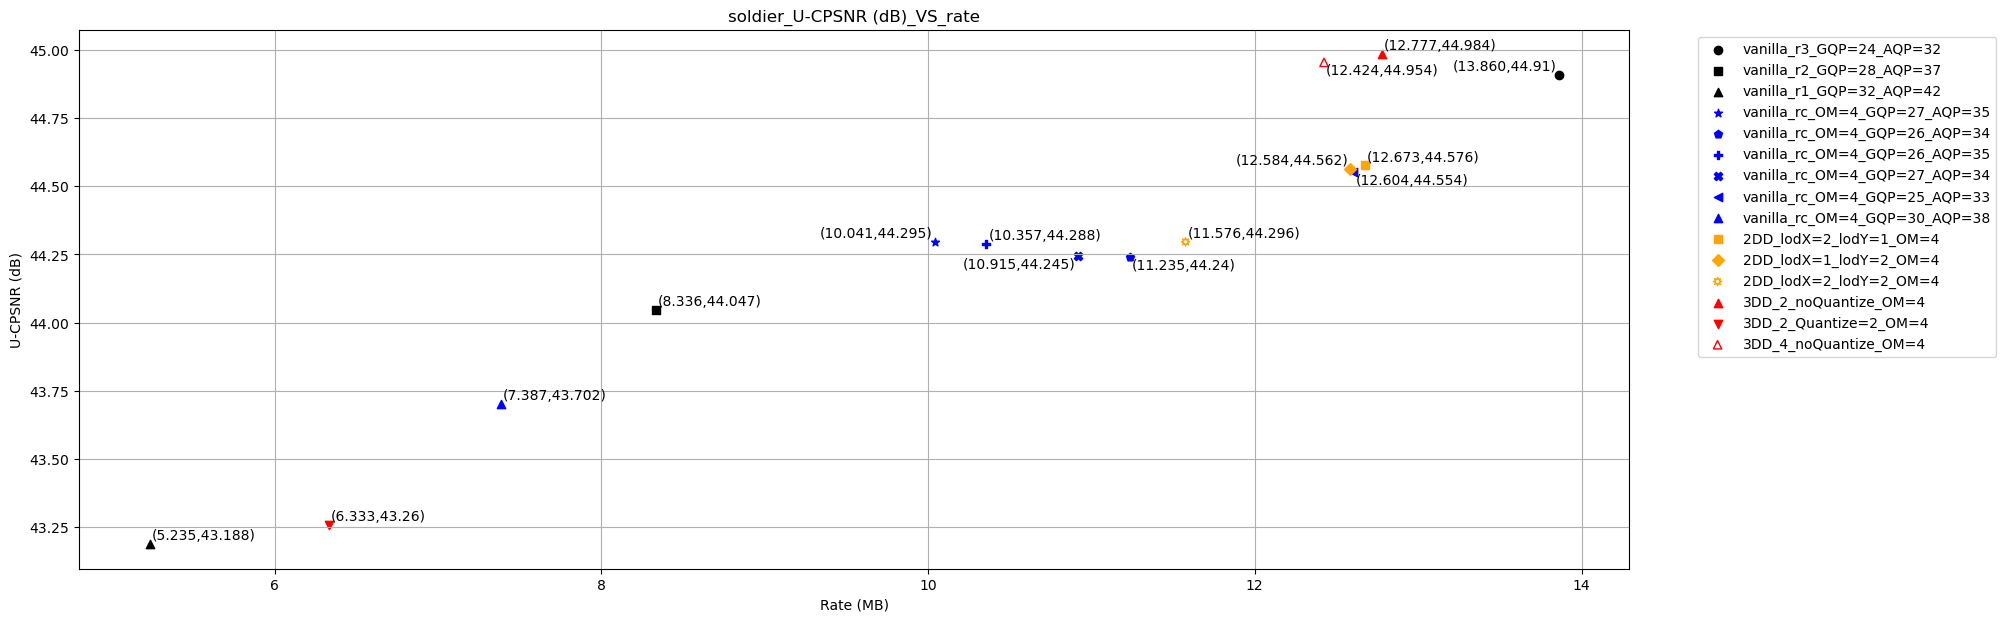 soldier_U-CPSNR (dB)_VS_rate
45.00
44.75
44.50
44.25
44.00
43.75
43.50
43.25
U-CPSNR (dB)
(12.777,44.984)
(12.424,44.954)
(13.860,44.91)
(12.584,44.562)
(12.673,44.576)
(12.604,44.554)
(10.041,44.295)
(10.357,44.288)
(11.576,44.296)
(10.915,44.245)
(11.235,44.24)
(8.336,44.047)
(7.387,43.702)
(6.333,43.26)
(5.235,43.188)
6
8
10
12
14
Rate (MB)
vanilla_r3_GQP=24_AQP=32
vanilla_r2_GQP=28_AQP=37
vanilla_r1_GQP=32_AQP=42
vanilla_rc_OM=4_GQP=27_AQP=35
vanilla_rc_OM=4_GQP=26_AQP=34
vanilla_rc_OM=4_GQP=26_AQP=35
vanilla_rc_OM=4_GQP=27_AQP=34
vanilla_rc_OM=4_GQP=25_AQP=33
vanilla_rc_OM=4_GQP=30_AQP=38
2DD_lodX=2_lodY=1_OM=4
2DD_lodX=1_lodY=2_OM=4
2DD_lodX=2_lodY=2_OM=4
3DD_2_noQuantize_OM=4
3DD_2_Quantize=2_OM=4
3DD_4_noQuantize_OM=4